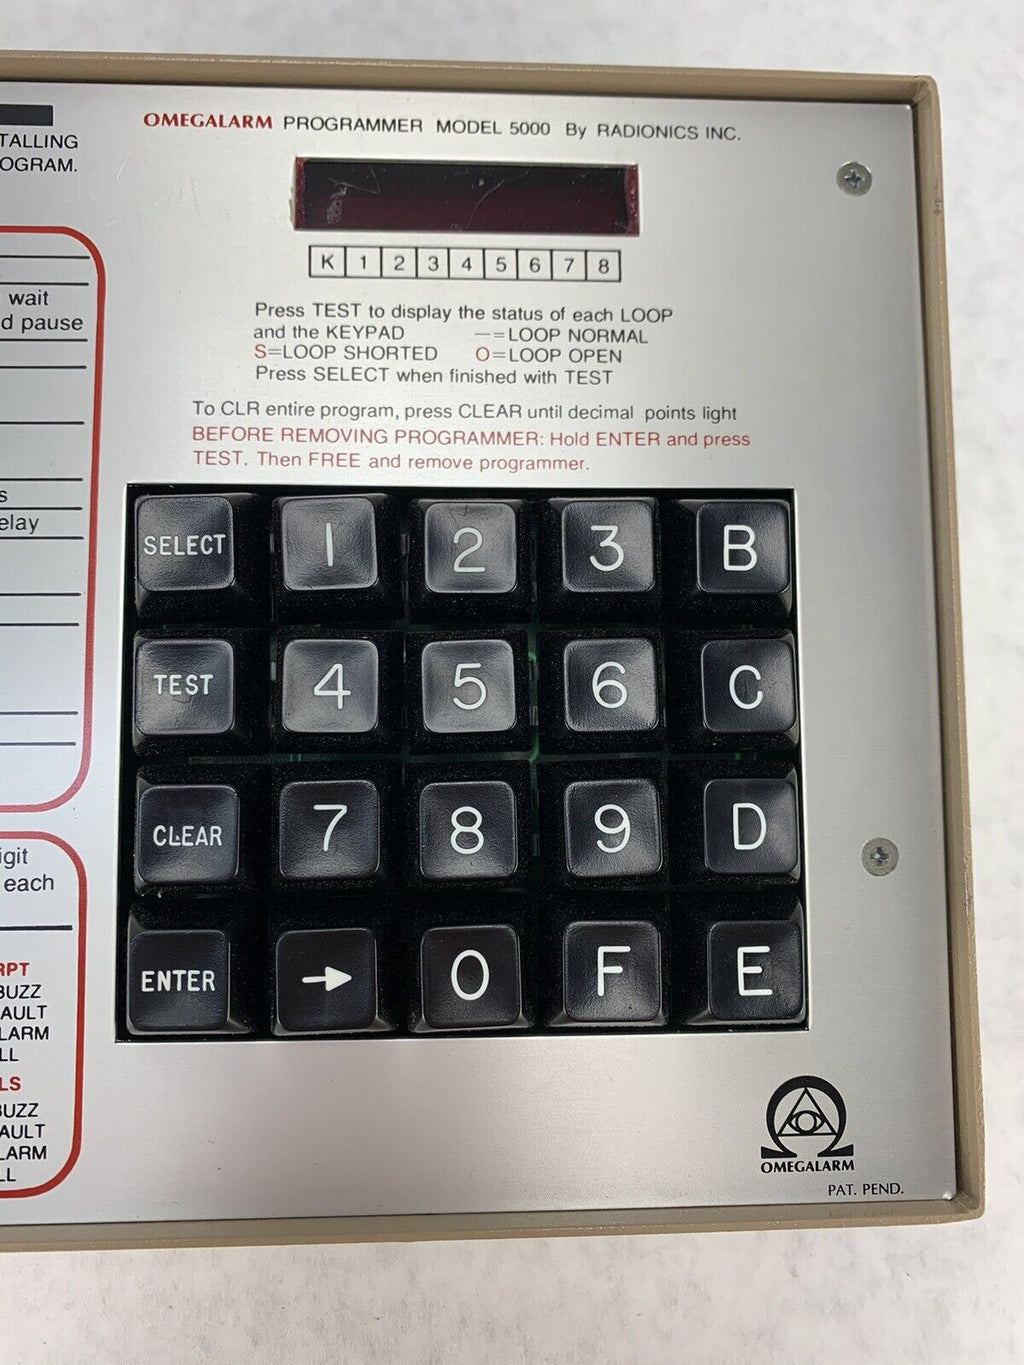 TALLING
OGRAM.
wait
d pause
s
elay
igit
each
RPT
BUZZ
AULT
LARM
LL
LS
BUZZ
AULT
LARM
LL
OMEGALARM PROGRAMMER MODEL 5000 By RADIONICS INC.
K 1 2 3 4 5 6 7 8
Press TEST to display the status of each LOOP
and the KEYPAD —=LOOP NORMAL
S=LOOP SHORTED O=LOOP OPEN
Press SELECT when finished with TEST
To CLR entire program, press CLEAR until decimal points light
BEFORE REMOVING PROGRAMMER: Hold ENTER and press
TEST. Then FREE and remove programmer.
SELECT 1 2 3 B
TEST 4 5 6 C
CLEAR 7 8 9 D
ENTER → 0 F E
OMEGALARM
PAT. PEND.